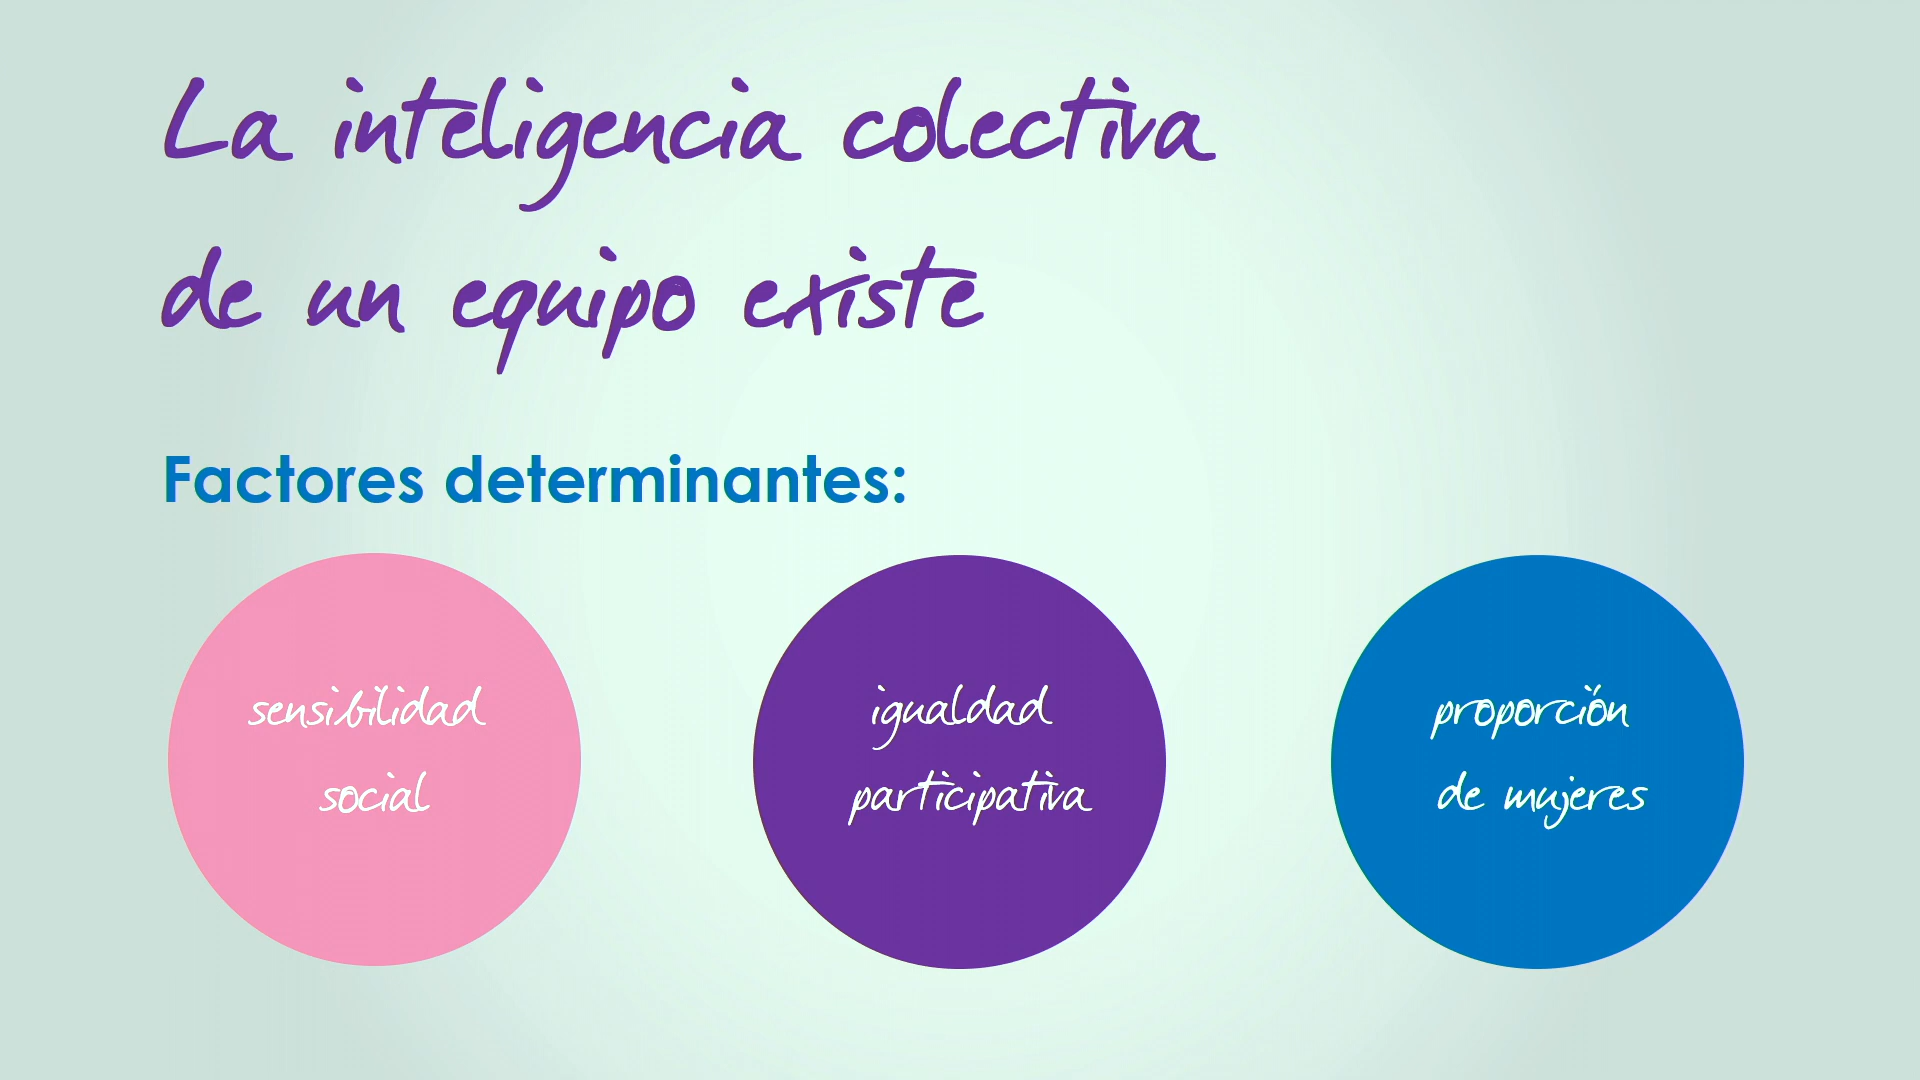 La inteligencia colectiva
de un equipo existe
Factores determinantes:
sensibilidad
social
igualdad
participativa
proporción
de mujeres